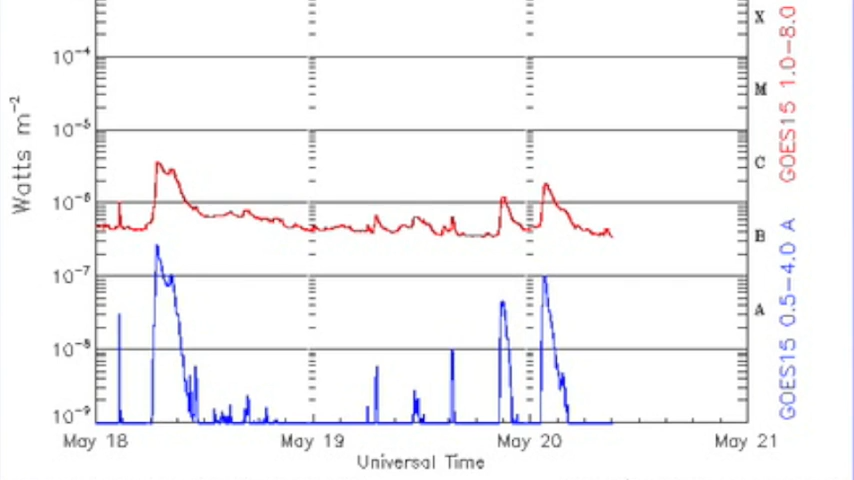 X
10⁻⁴
M
10⁻⁵
C
10⁻⁶
B
10⁻⁷
A
10⁻⁸
10⁻⁹
Watts m⁻²
GOES15 1.0–8.0
GOES15 0.5–4.0 A
May 18 May 19 May 20 May 21
Universal Time